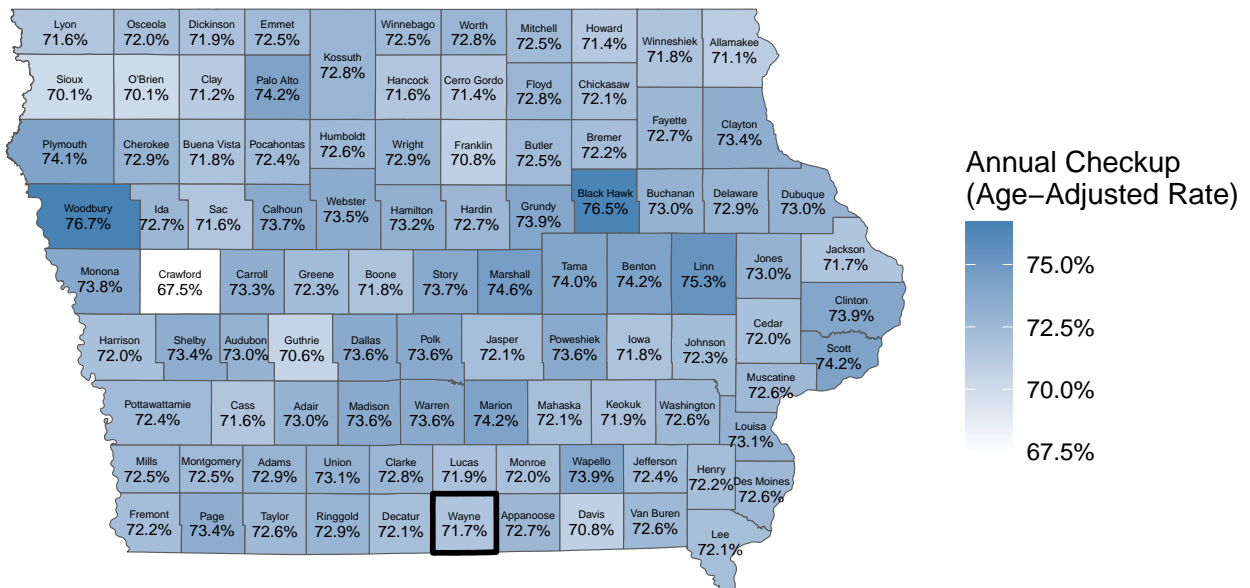 Lyon
71.6%
Osceola
72.0%
Dickinson
71.9%
Emmet
72.5%
Kossuth
72.8%
Winnebago
72.5%
Worth
72.8%
Mitchell
72.5%
Howard
71.4%
Winneshiek
71.8%
Allamakee
71.1%
Sioux
70.1%
O'Brien
70.1%
Clay
71.2%
Palo Alto
74.2%
Hancock
71.6%
Cerro Gordo
71.4%
Floyd
72.8%
Chickasaw
72.1%
Fayette
72.7%
Clayton
73.4%
Plymouth
74.1%
Cherokee
72.9%
Buena Vista
71.8%
Pocahontas
72.4%
Humboldt
72.6%
Wright
72.9%
Franklin
70.8%
Butler
72.5%
Bremer
72.2%
Woodbury
76.7%
Ida
72.7%
Sac
71.6%
Calhoun
73.7%
Webster
73.5%
Hamilton
73.2%
Hardin
72.7%
Grundy
73.9%
Black Hawk
76.5%
Buchanan
73.0%
Delaware
72.9%
Dubuque
73.0%
Monona
73.8%
Crawford
67.5%
Carroll
73.3%
Greene
72.3%
Boone
71.8%
Story
73.7%
Marshall
74.6%
Tama
74.0%
Benton
74.2%
Linn
75.3%
Jones
73.0%
Jackson
71.7%
Clinton
73.9%
Harrison
72.0%
Shelby
73.4%
Audubon
73.0%
Guthrie
70.6%
Dallas
73.6%
Polk
73.6%
Jasper
72.1%
Poweshiek
73.6%
Iowa
71.8%
Johnson
72.3%
Cedar
72.0%
Scott
74.2%
Muscatine
72.6%
Pottawattamie
72.4%
Cass
71.6%
Adair
73.0%
Madison
73.6%
Warren
73.6%
Marion
74.2%
Mahaska
72.1%
Keokuk
71.9%
Washington
72.6%
Louisa
73.1%
Mills
72.5%
Montgomery
72.5%
Adams
72.9%
Union
73.1%
Clarke
72.8%
Lucas
71.9%
Monroe
72.0%
Wapello
73.9%
Jefferson
72.4%
Henry
72.2%
Des Moines
72.6%
Fremont
72.2%
Page
73.4%
Taylor
72.6%
Ringgold
72.9%
Decatur
72.1%
Wayne
71.7%
Appanoose
72.7%
Davis
70.8%
Van Buren
72.6%
Lee
72.1%
Annual Checkup
(Age−Adjusted Rate)
75.0%
72.5%
70.0%
67.5%